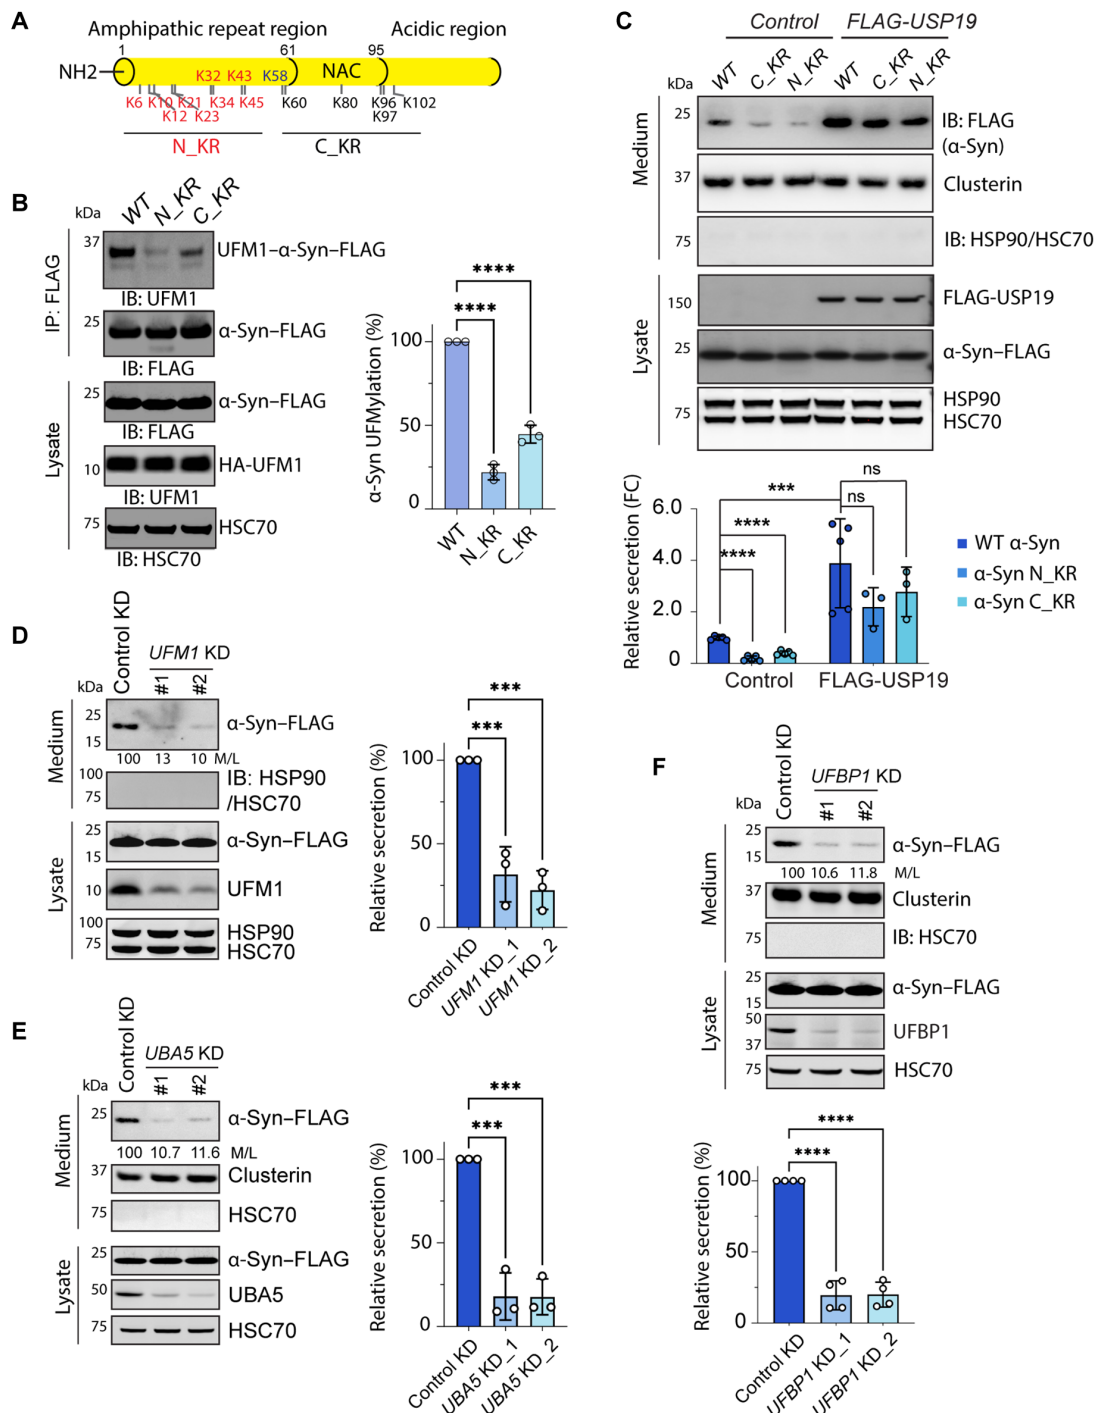 A
Amphipathic repeat region
Acidic region
1
61
95
NH2
K32 K43
K58
NAC
K6 K10 K21 K34 K45
K60
K80
K96 K102
K12 K23
K97
N_KR
C_KR
B
kDa
WT
N_KR
C_KR
IP: FLAG
37
UFM1–α-Syn–FLAG
IB: UFM1
25
α-Syn–FLAG
IB: FLAG
Lysate
25
α-Syn–FLAG
IB: FLAG
10
HA-UFM1
IB: UFM1
75
HSC70
IB: HSC70
α-Syn UFMylation (%)
100
50
0
****
****
WT
N_KR
C_KR
C
Control
FLAG-USP19
kDa
WT
C_KR
N_KR
WT
C_KR
N_KR
Medium
25
IB: FLAG
(α-Syn)
37
Clusterin
75
IB: HSP90/HSC70
Lysate
150
FLAG-USP19
25
α-Syn–FLAG
75
HSP90
HSC70
Relative secretion (FC)
6.0
4.0
2.0
0
****
****
***
ns
ns
Control
FLAG-USP19
WT α-Syn
α-Syn N_KR
α-Syn C_KR
D
kDa
Control KD
UFM1 KD
#1
#2
Medium
25
15
α-Syn–FLAG
100 13 10 M/L
100
75
IB: HSP90
/HSC70
Lysate
25
15
α-Syn–FLAG
10
UFM1
100
75
HSP90
HSC70
Relative secretion (%)
100
50
0
***
***
Control KD
UFM1 KD_1
UFM1 KD_2
E
kDa
Control KD
UBA5 KD
#1
#2
Medium
25
α-Syn–FLAG
100 10.7 11.6 M/L
37
Clusterin
75
HSC70
Lysate
25
α-Syn–FLAG
50
UBA5
75
HSC70
Relative secretion (%)
100
50
0
***
***
Control KD
UBA5 KD_1
UBA5 KD_2
F
kDa
Control KD
UFBP1 KD
#1
#2
Medium
25
15
α-Syn–FLAG
100 10.6 11.8 M/L
37
Clusterin
75
IB: HSC70
Lysate
25
15
α-Syn–FLAG
50
37
UFBP1
75
HSC70
Relative secretion (%)
100
50
0
****
****
Control KD
UFBP1 KD_1
UFBP1 KD_2